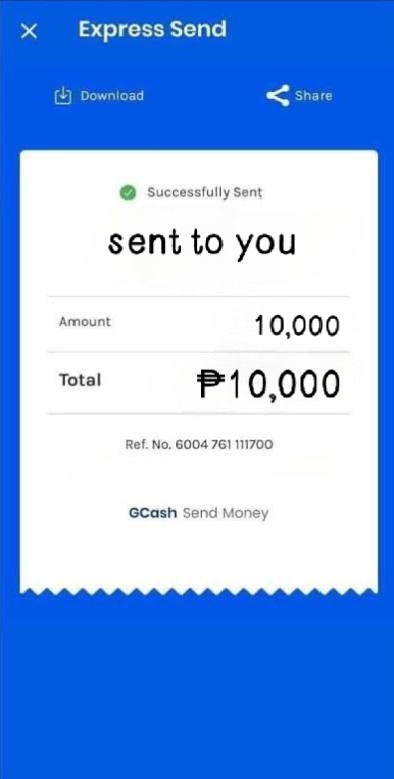 Express Send
Download Share
Successfully Sent
sent to you
Amount 10,000
Total ₱10,000
Ref. No. 6004 761 111700
GCash Send Money